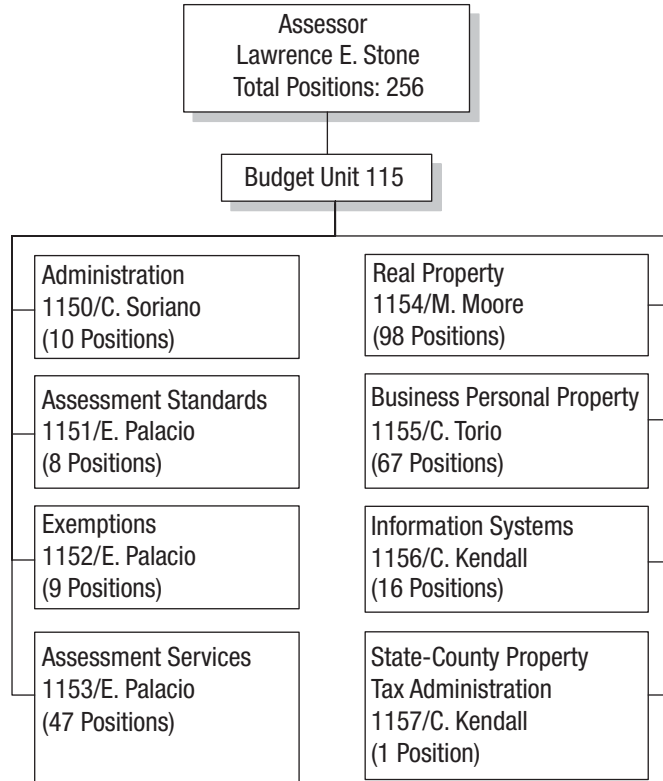 Assessor
Lawrence E. Stone
Total Positions: 256
Budget Unit 115
Administration
1150/C. Soriano
(10 Positions)
Assessment Standards
1151/E. Palacio
(8 Positions)
Exemptions
1152/E. Palacio
(9 Positions)
Assessment Services
1153/E. Palacio
(47 Positions)
Real Property
1154/M. Moore
(98 Positions)
Business Personal Property
1155/C. Torio
(67 Positions)
Information Systems
1156/C. Kendall
(16 Positions)
State-County Property
Tax Administration
1157/C. Kendall
(1 Position)